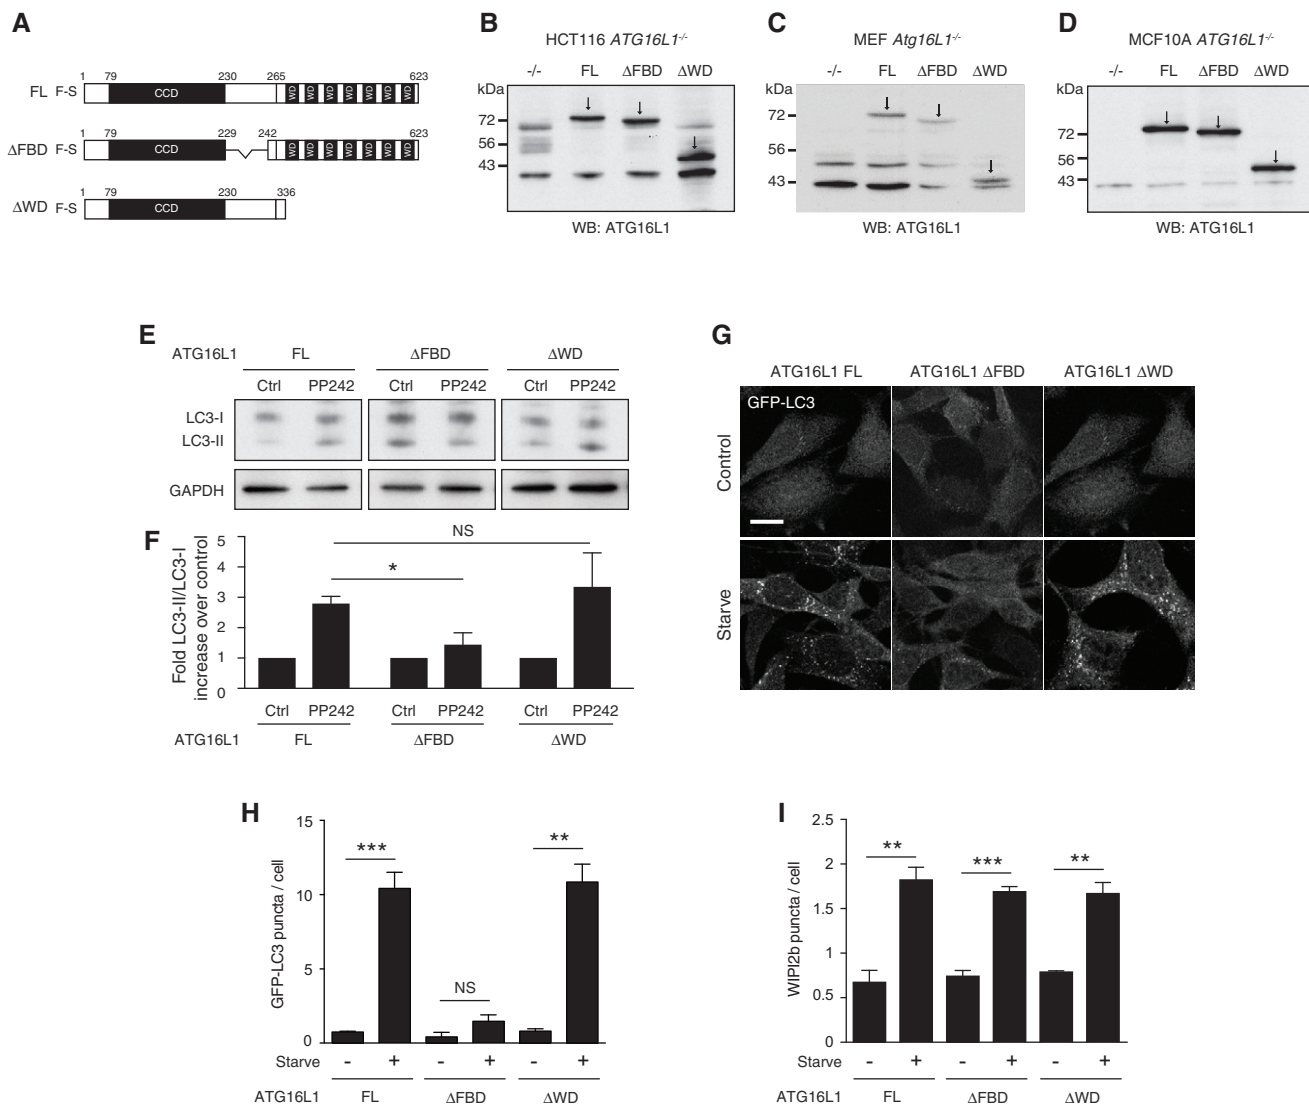 A
1 79 230 265 623
FL F-S CCD WD WD WD WD WD WD WD
1 79 229 242 623
ΔFBD F-S CCD WD WD WD WD WD WD WD
1 79 230 336
ΔWD F-S CCD
B
HCT116 ATG16L1-/-
-/- FL ΔFBD ΔWD
kDa
72
56
43
WB: ATG16L1
C
MEF Atg16L1-/-
-/- FL ΔFBD ΔWD
kDa
72
56
43
WB: ATG16L1
D
MCF10A ATG16L1-/-
-/- FL ΔFBD ΔWD
kDa
72
56
43
WB: ATG16L1
E
ATG16L1 FL ΔFBD ΔWD
Ctrl PP242 Ctrl PP242 Ctrl PP242
LC3-I
LC3-II
GAPDH
F
Fold LC3-II/LC3-I
increase over control
5
4
3
2
1
0
NS
*
Ctrl PP242 Ctrl PP242 Ctrl PP242
ATG16L1 FL ΔFBD ΔWD
G
ATG16L1 FL ATG16L1 ΔFBD ATG16L1 ΔWD
GFP-LC3
Control
Starve
H
GFP-LC3 puncta / cell
15
10
5
0
*** NS **
Starve - + - + - +
ATG16L1 FL ΔFBD ΔWD
I
WIPI2b puncta / cell
2.5
2
1.5
1
0.5
0
** *** **
- + - + - +
Starve
ATG16L1 FL ΔFBD ΔWD